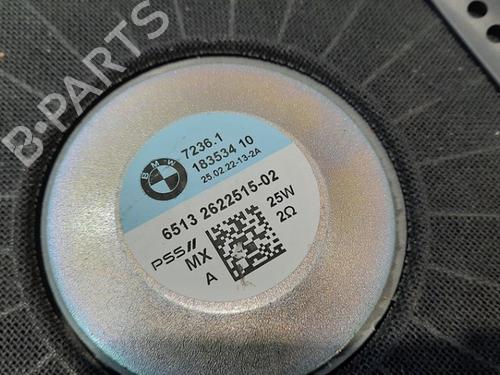 B-PARTS
BMW
7236.1
183534 10
25.02.22-13-2A
6513 2622515-02
PSS//
MX
A
25W
2Ω